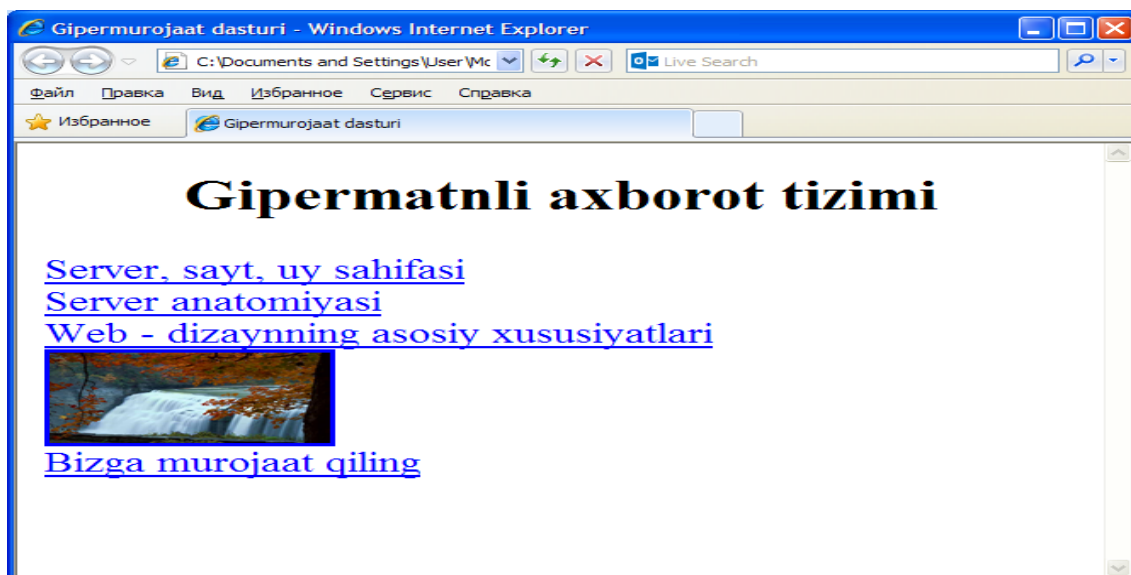 Gipermurojaat dasturi - Windows Internet Explorer
C:\Documents and Settings\User\Mc Live Search
Файл Правка Вид Избранное Сервис Справка
Избранное Gipermurojaat dasturi
Gipermatnli axborot tizimi
Server, sayt, uy sahifasi
Server anatomiyasi
Web - dizaynning asosiy xususiyatlari
Bizga murojaat qiling